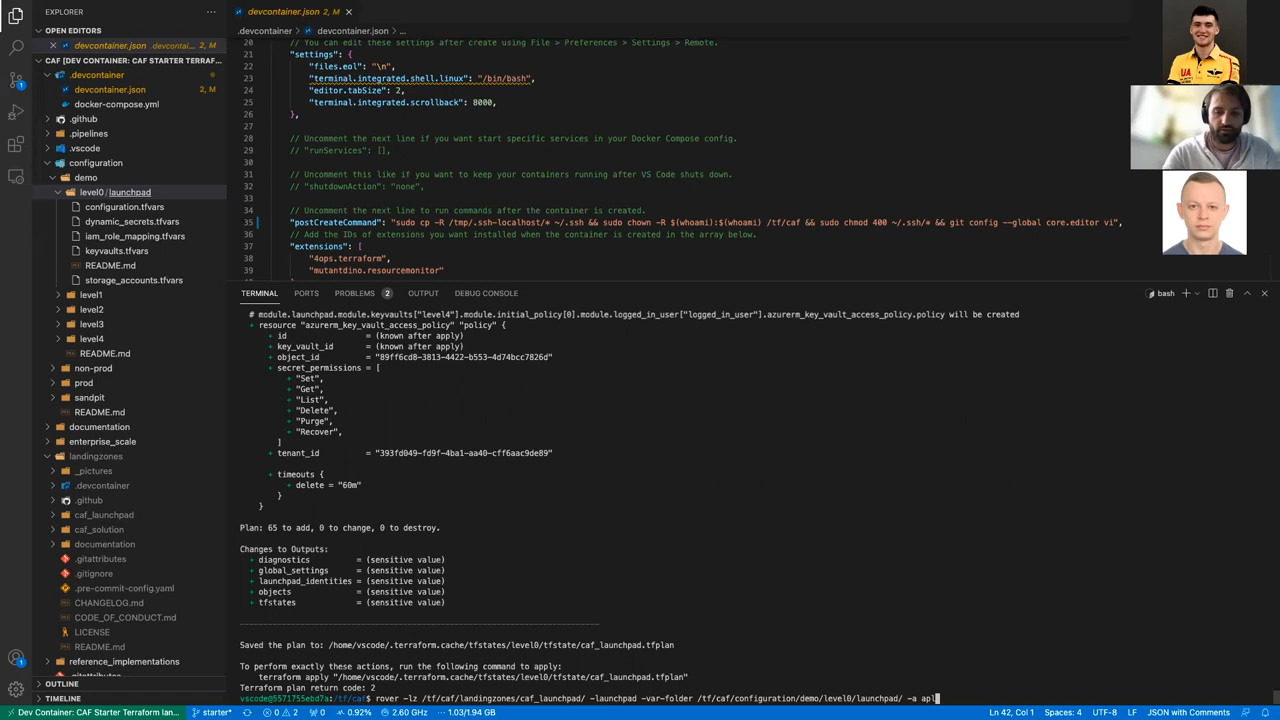 EXPLORER
···
OPEN EDITORS
devcontainer.json .devcontai... 2, M
CAF [DEV CONTAINER: CAF STARTER TERRAF...
.devcontainer
devcontainer.json 2, M
docker-compose.yml
.github
.pipelines
.vscode
configuration
demo
level0 / launchpad
configuration.tfvars
dynamic_secrets.tfvars
iam_role_mapping.tfvars
keyvaults.tfvars
README.md
storage_accounts.tfvars
level1
level2
level3
level4
README.md
non-prod
prod
sandpit
README.md
documentation
enterprise_scale
landingzones
_pictures
.devcontainer
.github
caf_launchpad
caf_solution
documentation
.gitattributes
.gitignore
.pre-commit-config.yaml
CHANGELOG.md
CODE_OF_CONDUCT.md
LICENSE
README.md
reference_implementations
OUTLINE
TIMELINE
devcontainer.json 2, M
.devcontainer > devcontainer.json > ...
20 // You can edit these settings after create using File > Preferences > Settings > Remote.
21 "settings": {
22 "files.eol": "\n",
23 "terminal.integrated.shell.linux": "/bin/bash",
24 "editor.tabSize": 2,
25 "terminal.integrated.scrollback": 8000,
26 },
27
28 // Uncomment the next line if you want start specific services in your Docker Compose config.
29 // "runServices": [],
30
31 // Uncomment this like if you want to keep your containers running after VS Code shuts down.
32 // "shutdownAction": "none",
33
34 // Uncomment the next line to run commands after the container is created.
35 "postCreateCommand": "sudo cp -R /tmp/.ssh-localhost/* ~/.ssh && sudo chown -R $(whoami):$(whoami) /tf/caf && sudo chmod 400 ~/.ssh/* && git config --global core.editor vi",
36 // Add the IDs of extensions you want installed when the container is created in the array below.
37 "extensions": [
38 "4ops.terraform",
39 "mutantdino.resourcemonitor"
TERMINAL PORTS PROBLEMS 2 OUTPUT DEBUG CONSOLE
bash
# module.launchpad.module.keyvaults["level4"].module.initial_policy[0].module.logged_in_user["logged_in_user"].azurerm_key_vault_access_policy.policy will be created
+ resource "azurerm_key_vault_access_policy" "policy" {
+ id = (known after apply)
+ key_vault_id = (known after apply)
+ object_id = "89ff6cd8-3813-4422-b553-4d74bcc7826d"
+ secret_permissions = [
+ "Set",
+ "Get",
+ "List",
+ "Delete",
+ "Purge",
+ "Recover",
]
+ tenant_id = "393fd049-fd9f-4ba1-aa40-cff6aac9de89"
+ timeouts {
+ delete = "60m"
}
}
Plan: 65 to add, 0 to change, 0 to destroy.
Changes to Outputs:
+ diagnostics = (sensitive value)
+ global_settings = (sensitive value)
+ launchpad_identities = (sensitive value)
+ objects = (sensitive value)
+ tfstates = (sensitive value)
Saved the plan to: /home/vscode/.terraform.cache/tfstates/level0/tfstate/caf_launchpad.tfplan
To perform exactly these actions, run the following command to apply:
terraform apply "/home/vscode/.terraform.cache/tfstates/level0/tfstate/caf_launchpad.tfplan"
Terraform plan return code: 2
vscode@5571755ebd7a:/tf/caf$ rover -lz /tf/caf/landingzones/caf_launchpad/ -launchpad -var-folder /tf/caf/configuration/demo/level0/launchpad/ -a apl
UA
Dev Container: CAF Starter Terraform lan... starter* 0 2 0.92% 2.60 GHz 1.03/1.94 GB Ln 42, Col 1 Spaces: 4 UTF-8 LF JSON with Comments